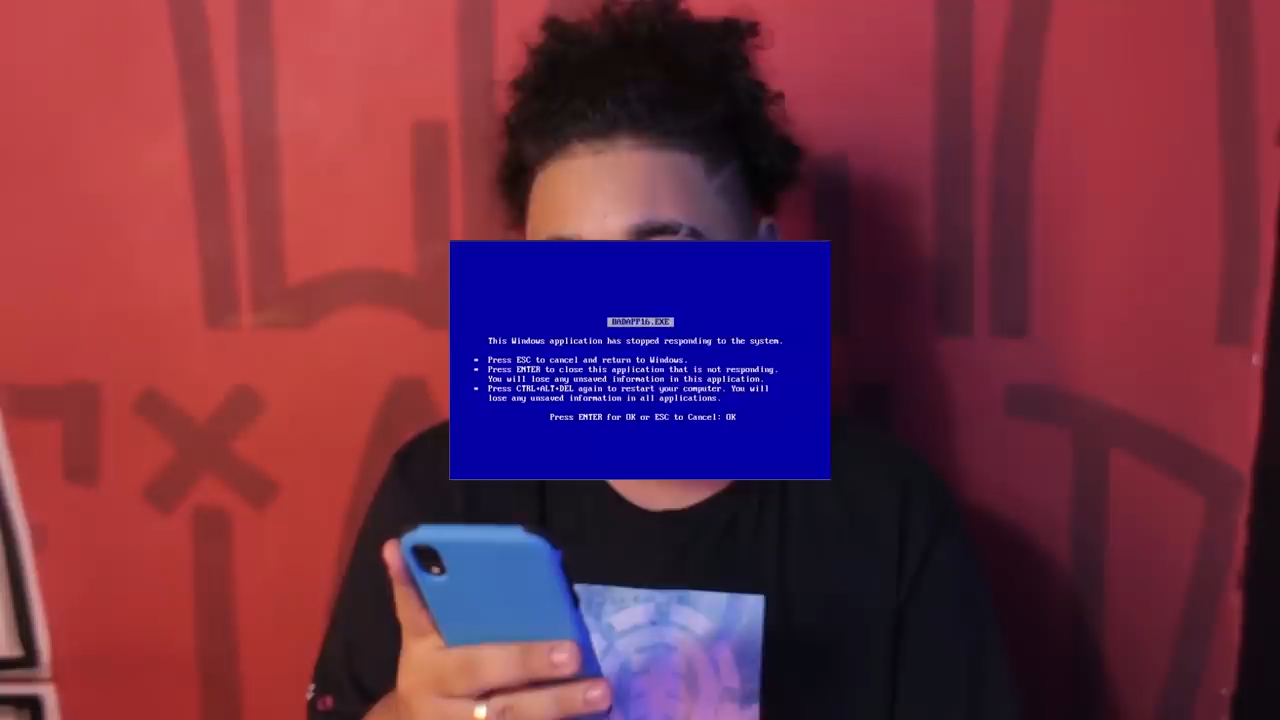 BADAPP16.EXE
This Windows application has stopped responding to the system.
* Press ESC to cancel and return to Windows.
* Press ENTER to close this application that is not responding.
You will lose any unsaved information in this application.
* Press CTRL+ALT+DEL again to restart your computer. You will
lose any unsaved information in all applications.
Press ENTER for OK or ESC to Cancel: OK